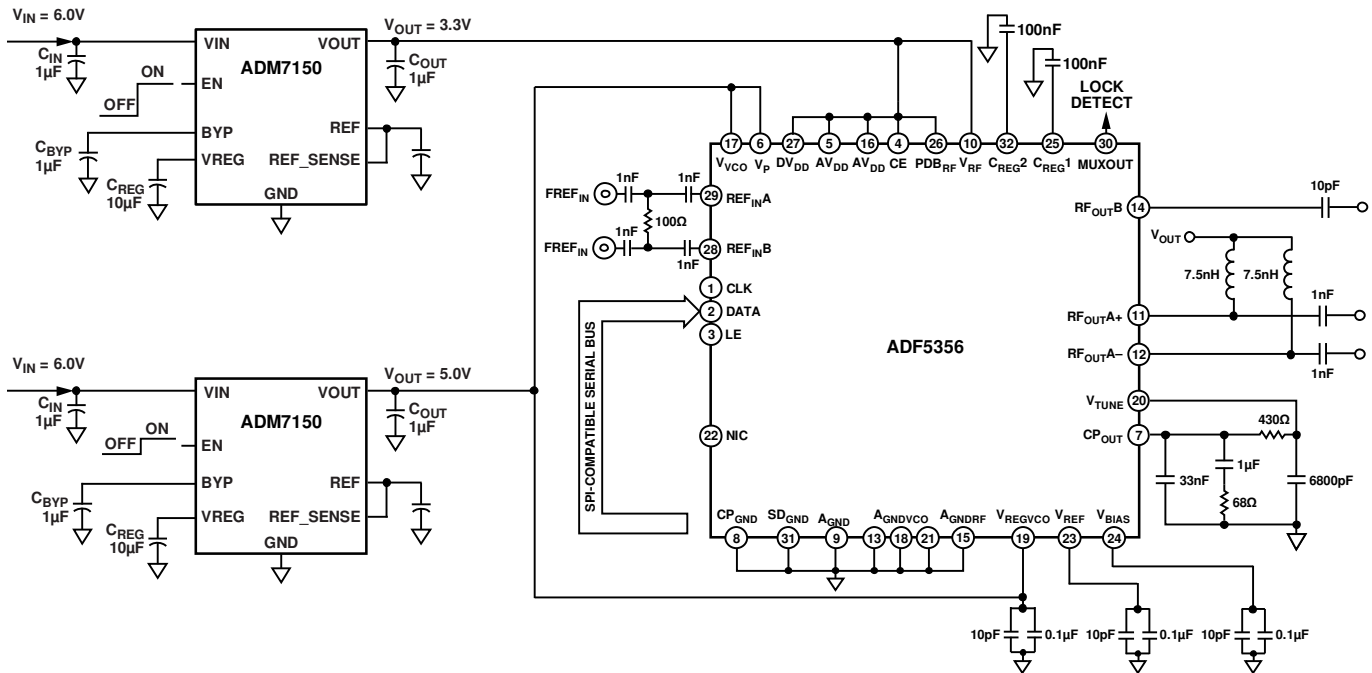 VIN = 6.0V
CIN
1µF
VIN
VOUT
ADM7150
ON
OFF
EN
BYP
CBYP
1µF
VREG
CREG
10µF
REF
REF_SENSE
GND
VOUT = 3.3V
COUT
1µF
VIN = 6.0V
CIN
1µF
VIN
VOUT
ADM7150
ON
OFF
EN
BYP
CBYP
1µF
VREG
CREG
10µF
REF
REF_SENSE
GND
VOUT = 5.0V
COUT
1µF
100nF
100nF
LOCK
DETECT
17
6
27
5
16
4
26
10
32
25
30
VVCO
VP
DVDD
AVDD
AVDD
CE
PDBRF
VRF
CREG2
CREG1
MUXOUT
FREFIN
1nF
1nF
29
REFINA
100Ω
FREFIN
1nF
1nF
28
REFINB
1
CLK
2
DATA
3
LE
SPI-COMPATIBLE SERIAL BUS
22
NIC
ADF5356
RFOUTB
14
10pF
VOUT
7.5nH
7.5nH
RFOUTA+
11
1nF
RFOUTA−
12
1nF
VTUNE
20
CPOUT
7
430Ω
33nF
1µF
68Ω
6800pF
CPGND
SDGND
AGND
AGNDVCO
AGNDRF
VREGVCO
VREF
VBIAS
8
31
9
13
18
21
15
19
23
24
10pF
0.1µF
10pF
0.1µF
10pF
0.1µF